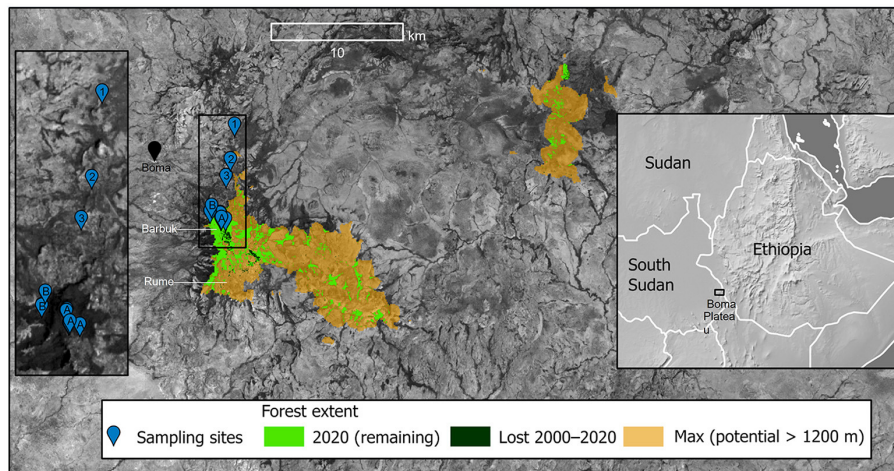 km
10
1
2
3
B
B
A
A
A
Boma
1
2
3
B
A
Barbuk
Rume
Sudan
South
Sudan
Ethiopia
Boma
Platea
u
Forest extent
Sampling sites
2020 (remaining)
Lost 2000–2020
Max (potential > 1200 m)